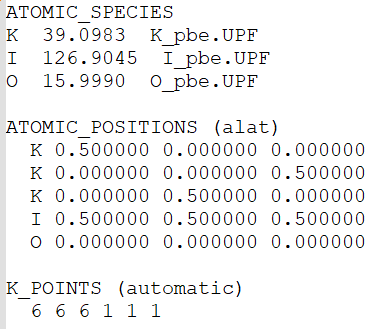 ATOMIC_SPECIES
K 39.0983 K_pbe.UPF
I 126.9045 I_pbe.UPF
O 15.9990 O_pbe.UPF
ATOMIC_POSITIONS (alat)
K 0.500000 0.000000 0.000000
K 0.000000 0.000000 0.500000
K 0.000000 0.500000 0.000000
I 0.500000 0.500000 0.500000
O 0.000000 0.000000 0.000000
K_POINTS (automatic)
6 6 6 1 1 1